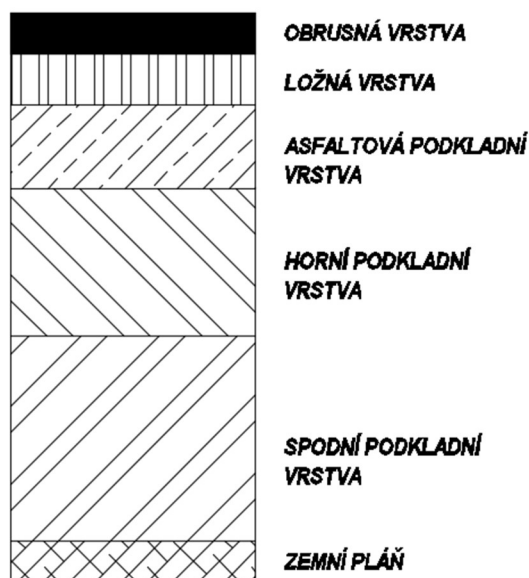 OBRUSNÁ VRSTVA
LOŽNÁ VRSTVA
ASFALTOVÁ PODKLADNÍ
VRSTVA
HORNÍ PODKLADNÍ
VRSTVA
SPODNÍ PODKLADNÍ
VRSTVA
ZEMNÍ PLÁŇ